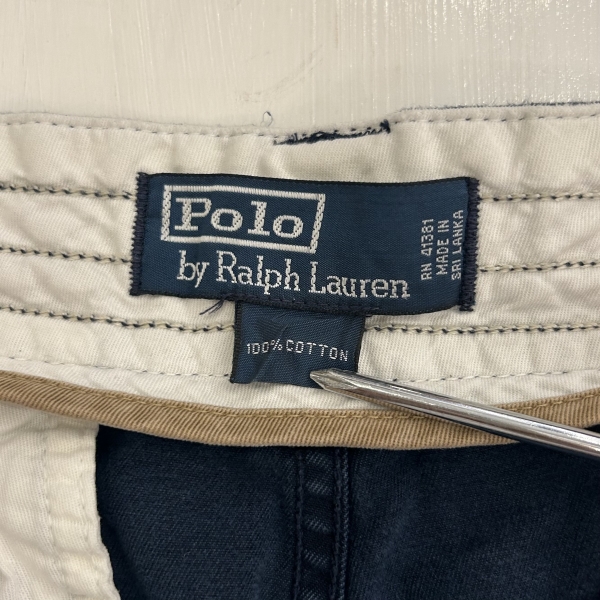 Polo
by Ralph Lauren
RN 41381
MADE IN
SRI LANKA
100% COTTON